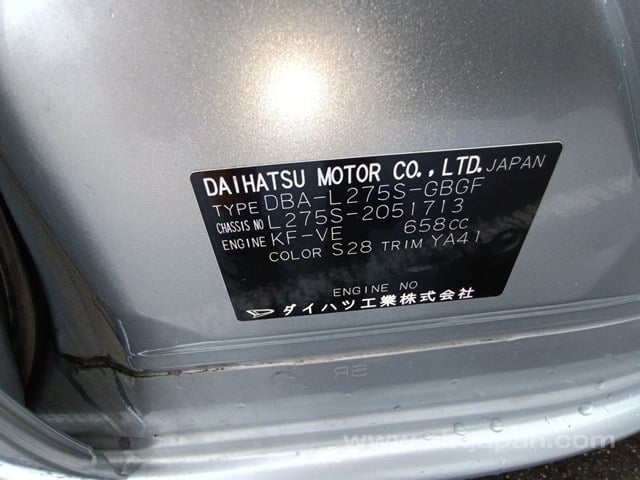 DAIHATSU MOTOR CO., LTD. JAPAN
TYPE DBA-L275S-GBGF
CHASSIS NO L275S-2051713
ENGINE KF-VE 658CC
COLOR S28 TRIM YA41
ENGINE NO
ダイハツ工業株式会社